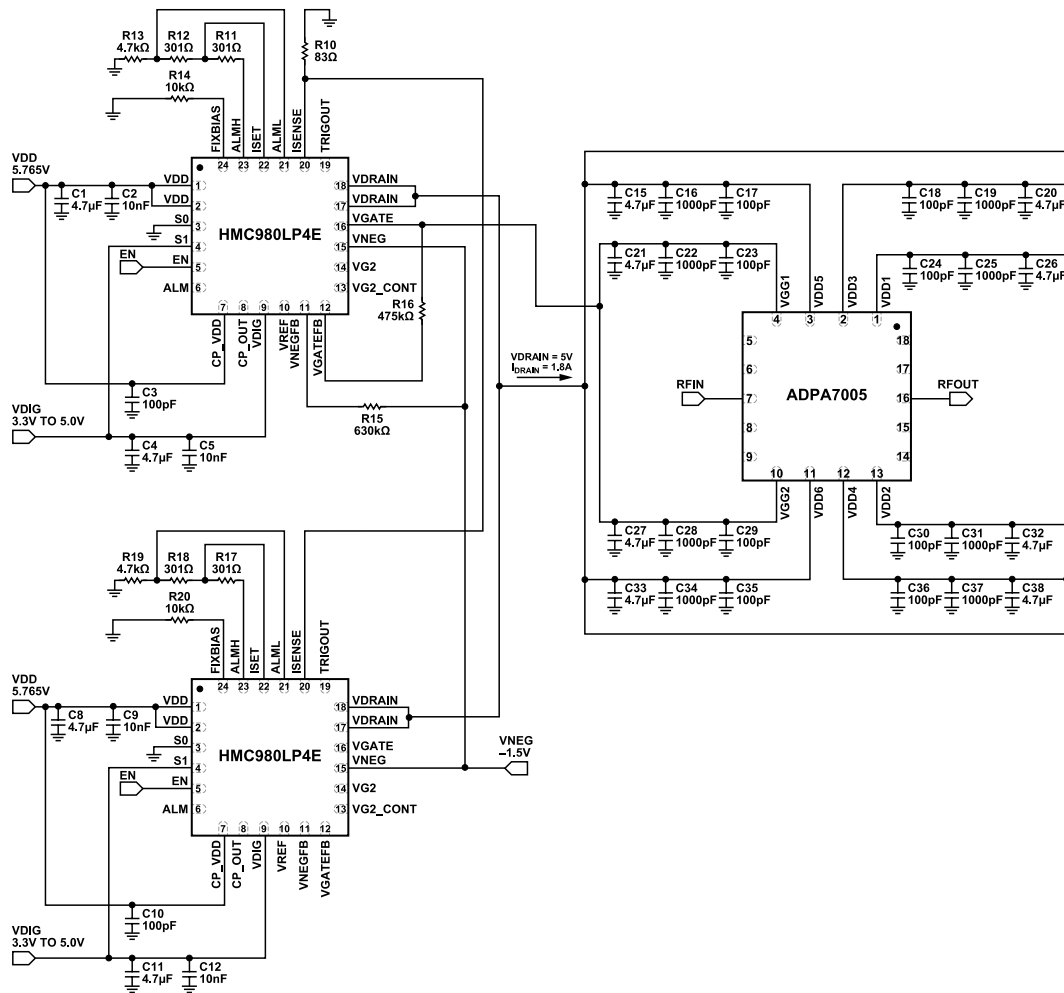 R13
4.7kΩ
R12
301Ω
R11
301Ω
R10
83Ω
R14
10kΩ
FIXBIAS
ALMH
ISET
ALML
ISENSE
TRIGOUT
24 23 22 21 20 19
VDD
5.765V
C1
4.7µF
C2
10nF
VDD 1
VDD 2
S0 3
S1 4
EN
EN 5
ALM 6
HMC980LP4E
18 VDRAIN
17 VDRAIN
16 VGATE
15 VNEG
14 VG2
13 VG2_CONT
7 8 9 10 11 12
CP_VDD
CP_OUT
VDIG
VREF
VNEGFB
VGATEFB
R16
475kΩ
C3
100pF
R15
630kΩ
VDIG
3.3V TO 5.0V
C4
4.7µF
C5
10nF
VDRAIN = 5V
IDRAIN = 1.8A
C15
4.7µF
C16
1000pF
C17
100pF
C18
100pF
C19
1000pF
C20
4.7µF
C21
4.7µF
C22
1000pF
C23
100pF
C24
100pF
C25
1000pF
C26
4.7µF
VGG1
VDD5
VDD3
VDD1
4 3 2 1
5
6
RFIN
7
8
9
ADPA7005
18
17
16
RFOUT
15
14
10 11 12 13
VGG2
VDD6
VDD4
VDD2
C27
4.7µF
C28
1000pF
C29
100pF
C30
100pF
C31
1000pF
C32
4.7µF
C33
4.7µF
C34
1000pF
C35
100pF
C36
100pF
C37
1000pF
C38
4.7µF
R19
4.7kΩ
R18
301Ω
R17
301Ω
R20
10kΩ
FIXBIAS
ALMH
ISET
ALML
ISENSE
TRIGOUT
24 23 22 21 20 19
VDD
5.765V
C8
4.7µF
C9
10nF
VDD 1
VDD 2
S0 3
S1 4
EN
EN 5
ALM 6
HMC980LP4E
18 VDRAIN
17 VDRAIN
16 VGATE
15 VNEG
14 VG2
13 VG2_CONT
VNEG
–1.5V
7 8 9 10 11 12
CP_VDD
CP_OUT
VDIG
VREF
VNEGFB
VGATEFB
C10
100pF
VDIG
3.3V TO 5.0V
C11
4.7µF
C12
10nF